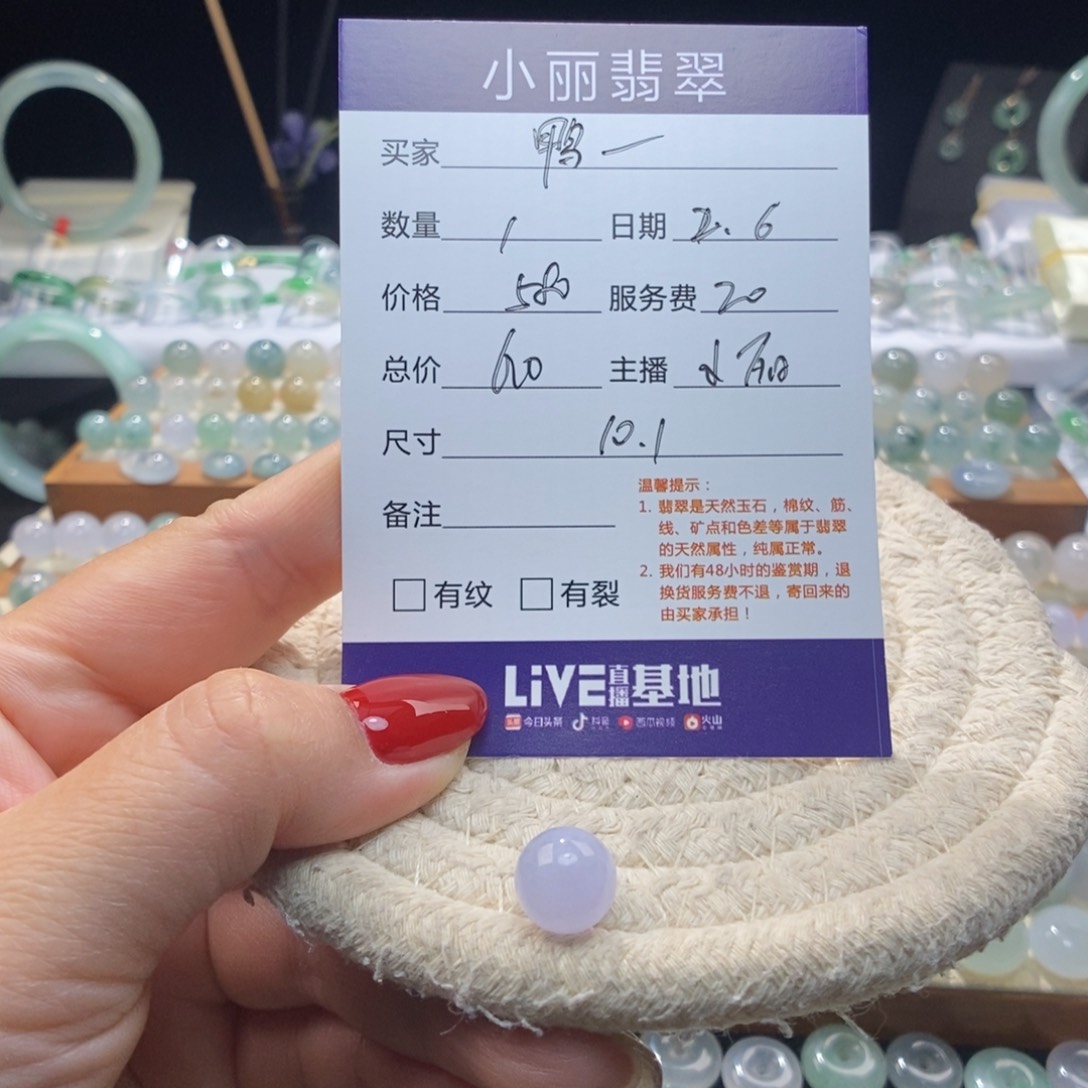 小丽翡翠
买家 鸭一
数量 1 日期 2.6
价格 580 服务费 20
总价 600 主播 小丽
尺寸 10.1
备注
温馨提示：
1. 翡翠是天然玉石，棉纹、筋、
线、矿点和色差等属于翡翠
的天然属性，纯属正常。
2. 我们有48小时的鉴赏期，退
换货服务费不退，寄回来的
由买家承担！
□有纹 □有裂
LiVE直播基地
今日头条 抖音 西瓜视频 火山